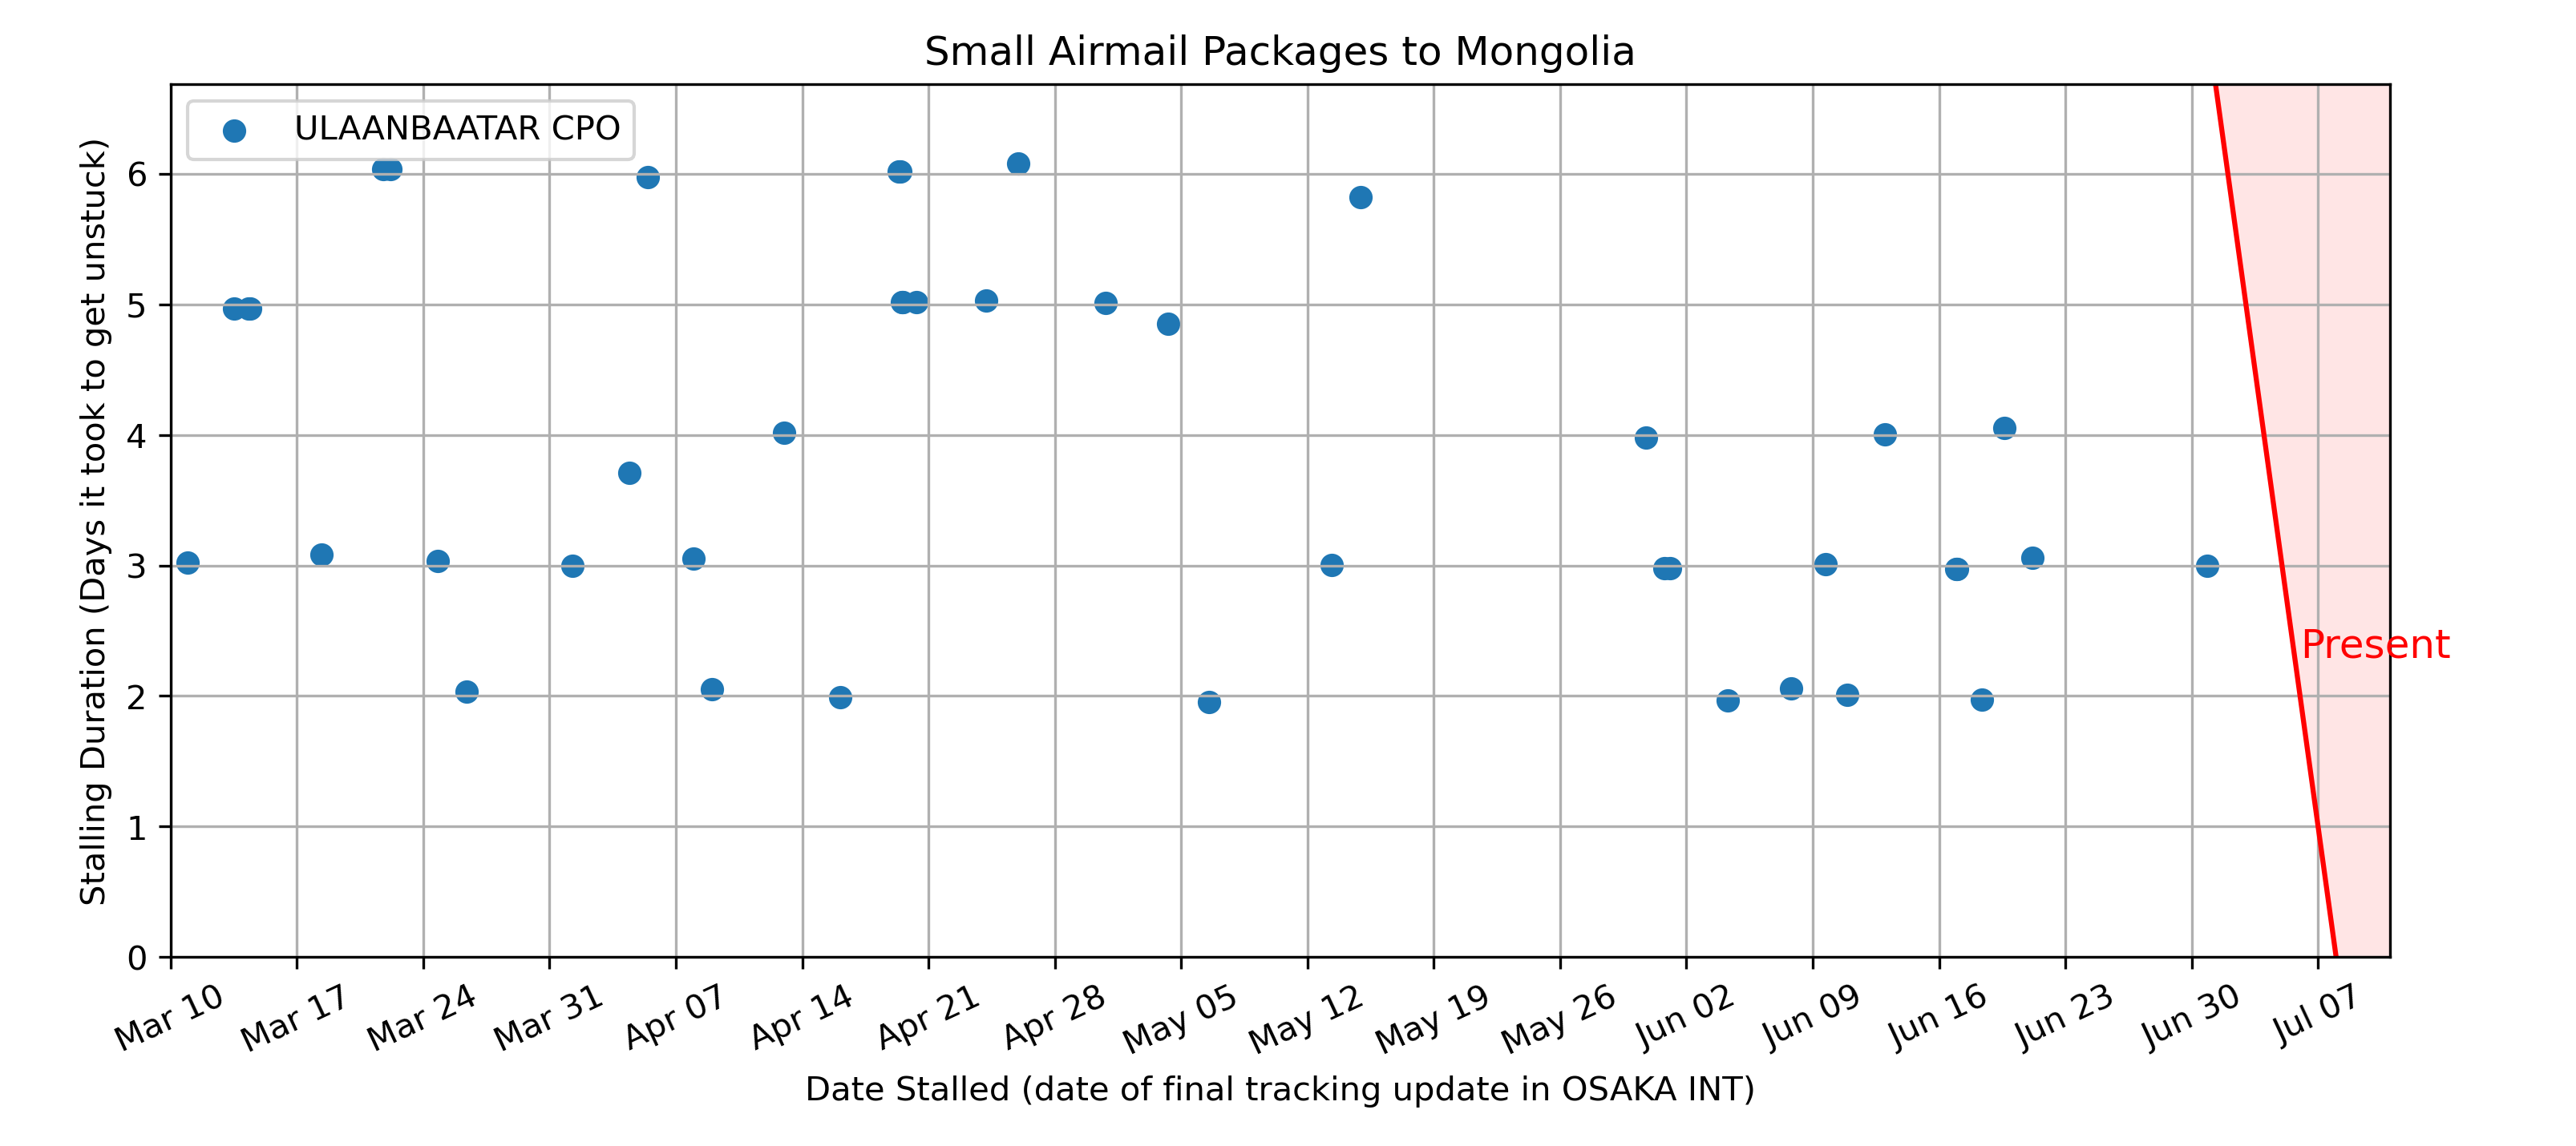 Small Airmail Packages to Mongolia
ULAANBAATAR CPO
Stalling Duration (Days it took to get unstuck)
6
5
4
3
2
1
0
Present
Mar 10 Mar 17 Mar 24 Mar 31 Apr 07 Apr 14 Apr 21 Apr 28 May 05 May 12 May 19 May 26 Jun 02 Jun 09 Jun 16 Jun 23 Jun 30 Jul 07
Date Stalled (date of final tracking update in OSAKA INT)